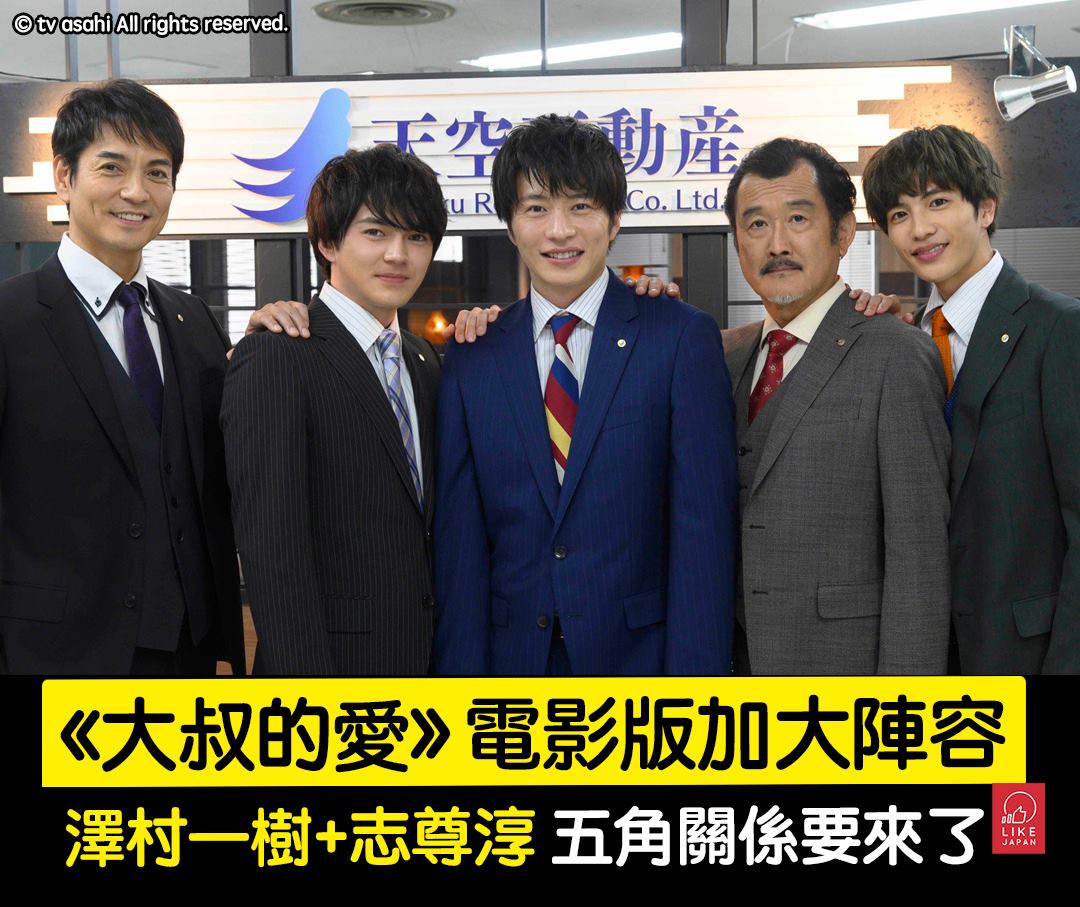 © tv asahi All rights reserved.
天空 動産
Co. Ltd.
《大叔的愛》電影版加大陣容
澤村一樹+志尊淳 五角關係要來了
LIKE
JAPAN